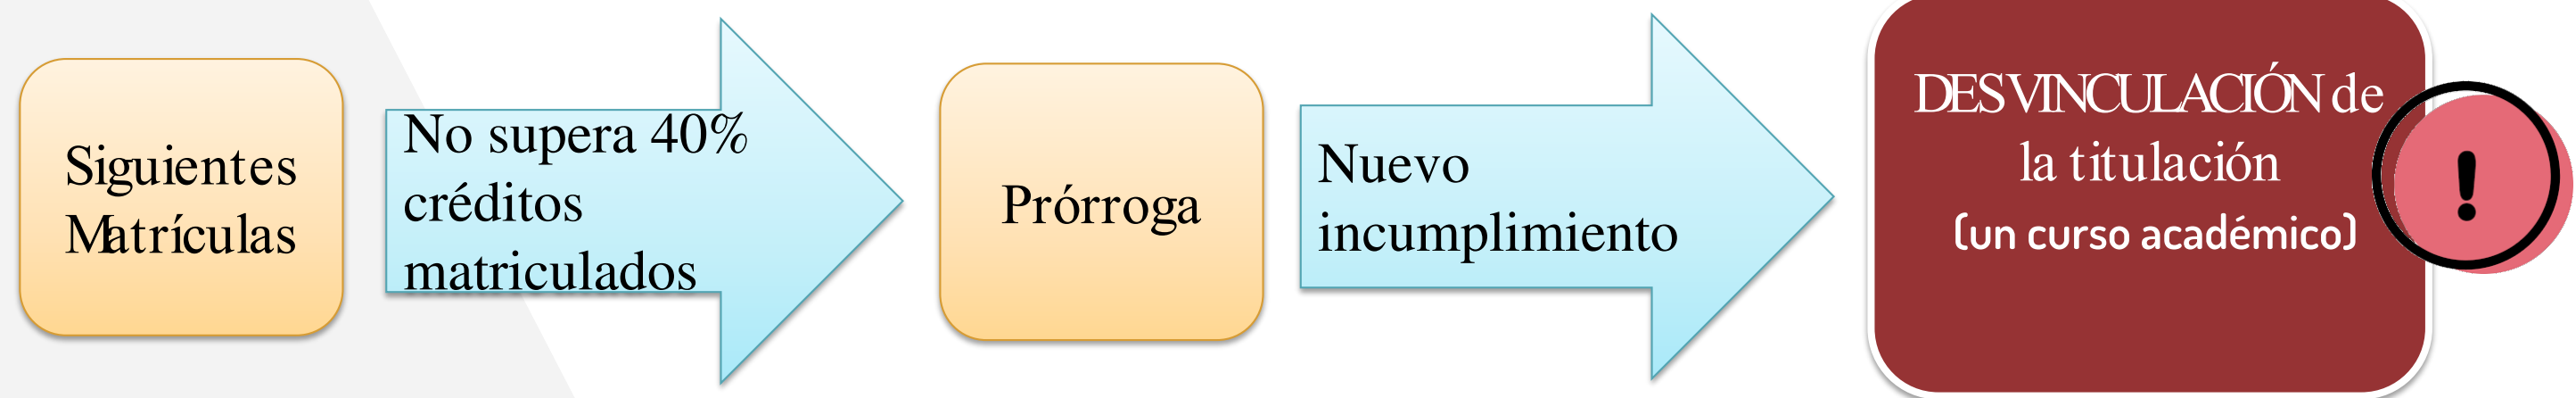 Siguientes
Matrículas
No supera 40%
créditos
matriculados
Prórroga
Nuevo
incumplimiento
DESVINCULACIÓN de
la titulación
(un curso académico)
!